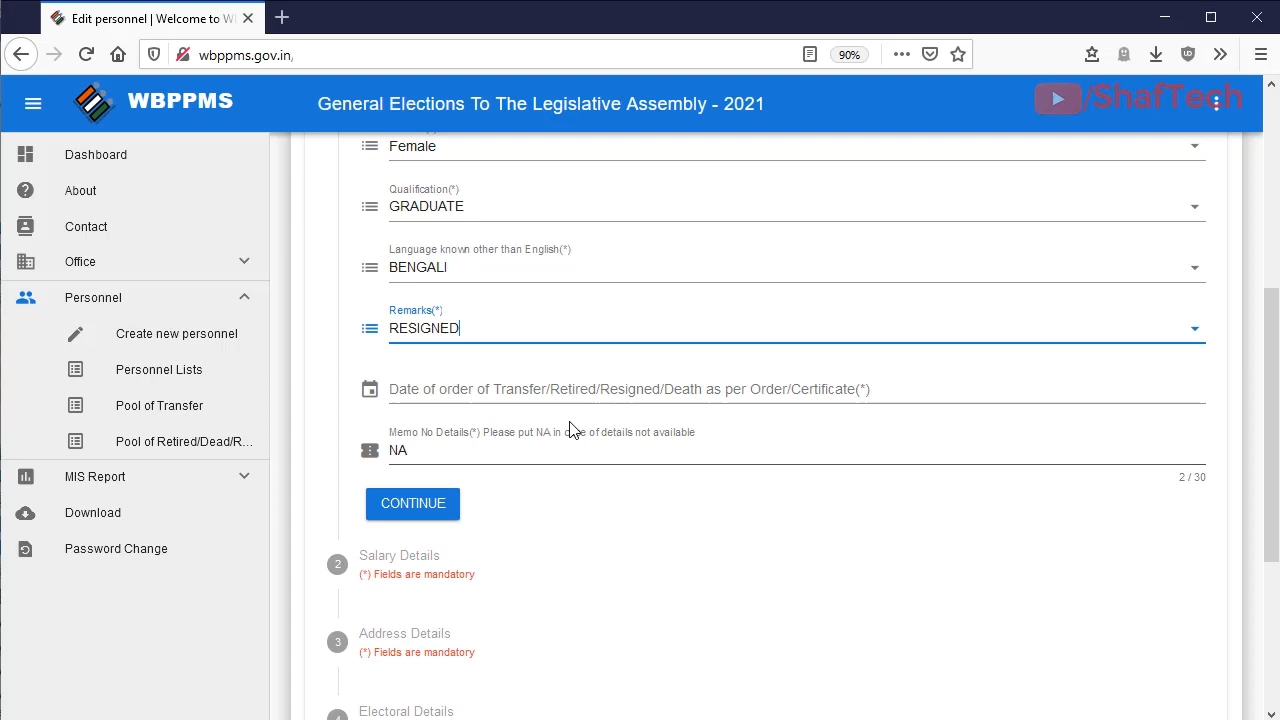 Edit personnel | Welcome to W
wbppms.gov.in
90%
WBPPMS
General Elections To The Legislative Assembly - 2021
/ShafTech
Dashboard
About
Contact
Office
Personnel
Create new personnel
Personnel Lists
Pool of Transfer
Pool of Retired/Dead/R...
MIS Report
Download
Password Change
Female
Qualification(*)
GRADUATE
Language known other than English(*)
BENGALI
Remarks(*)
RESIGNED
Date of order of Transfer/Retired/Resigned/Death as per Order/Certificate(*)
Memo No Details(*) Please put NA in case of details not available
NA
2 / 30
CONTINUE
2
Salary Details
(*) Fields are mandatory
3
Address Details
(*) Fields are mandatory
4
Electoral Details